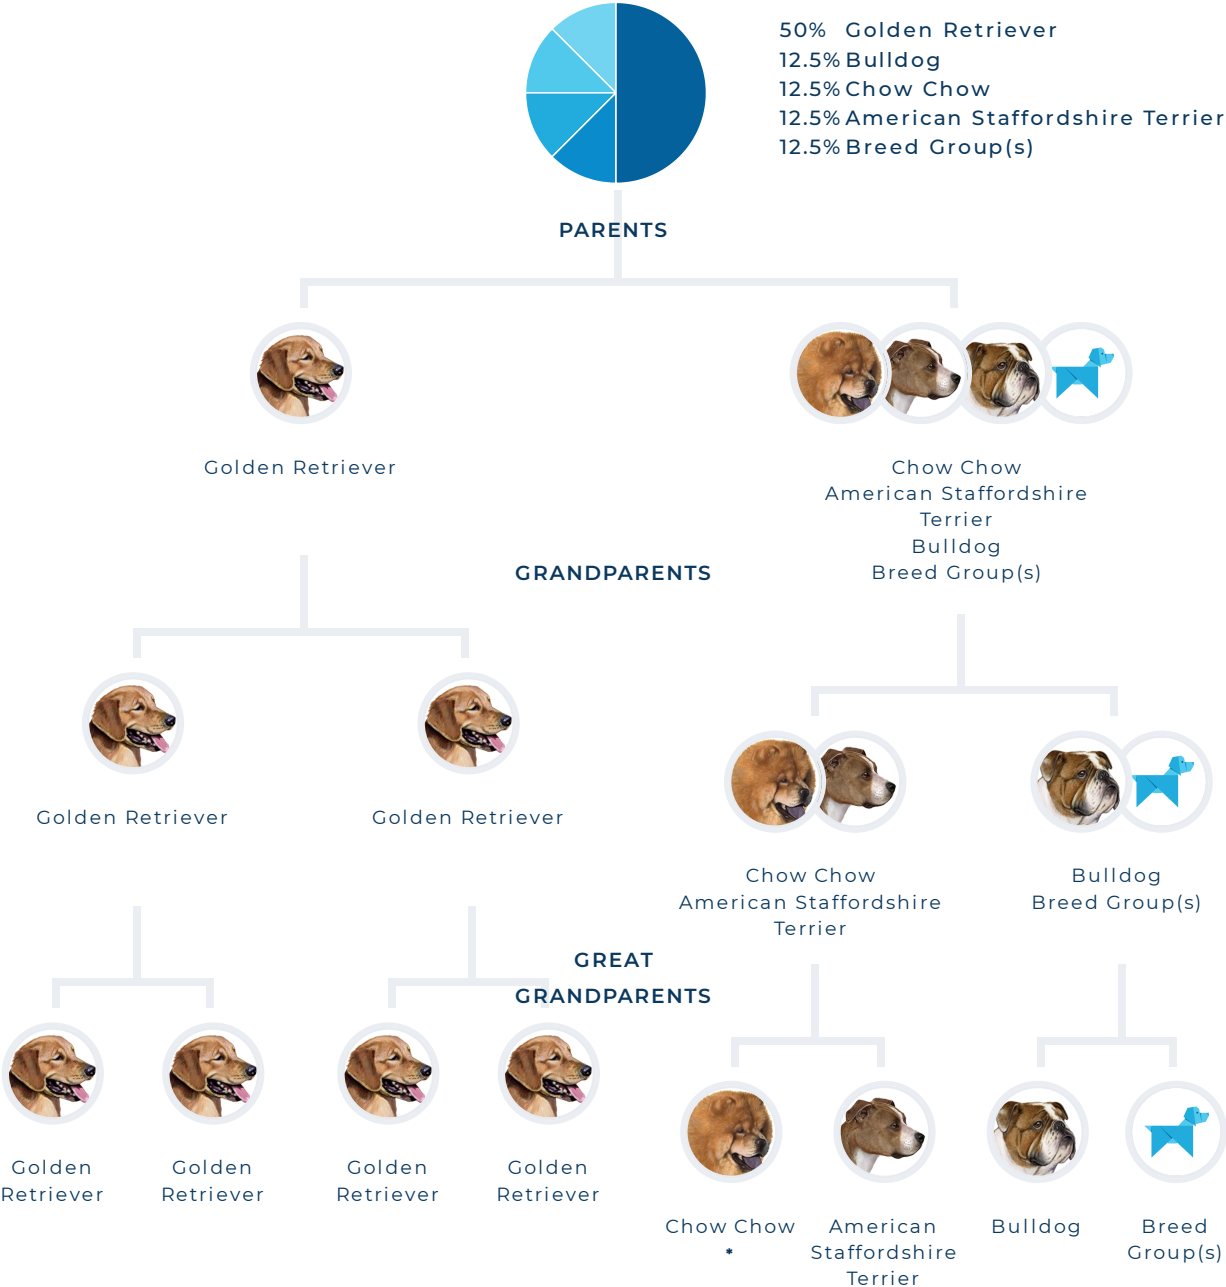 50% Golden Retriever
12.5% Bulldog
12.5% Chow Chow
12.5% American Staffordshire Terrier
12.5% Breed Group(s)
PARENTS
Golden Retriever
Chow Chow
American Staffordshire
Terrier
Bulldog
Breed Group(s)
GRANDPARENTS
Golden Retriever
Golden Retriever
Chow Chow
American Staffordshire
Terrier
Bulldog
Breed Group(s)
GREAT
GRANDPARENTS
Golden
Retriever
Golden
Retriever
Golden
Retriever
Golden
Retriever
Chow Chow
*
American
Staffordshire
Terrier
Bulldog
Breed
Group(s)